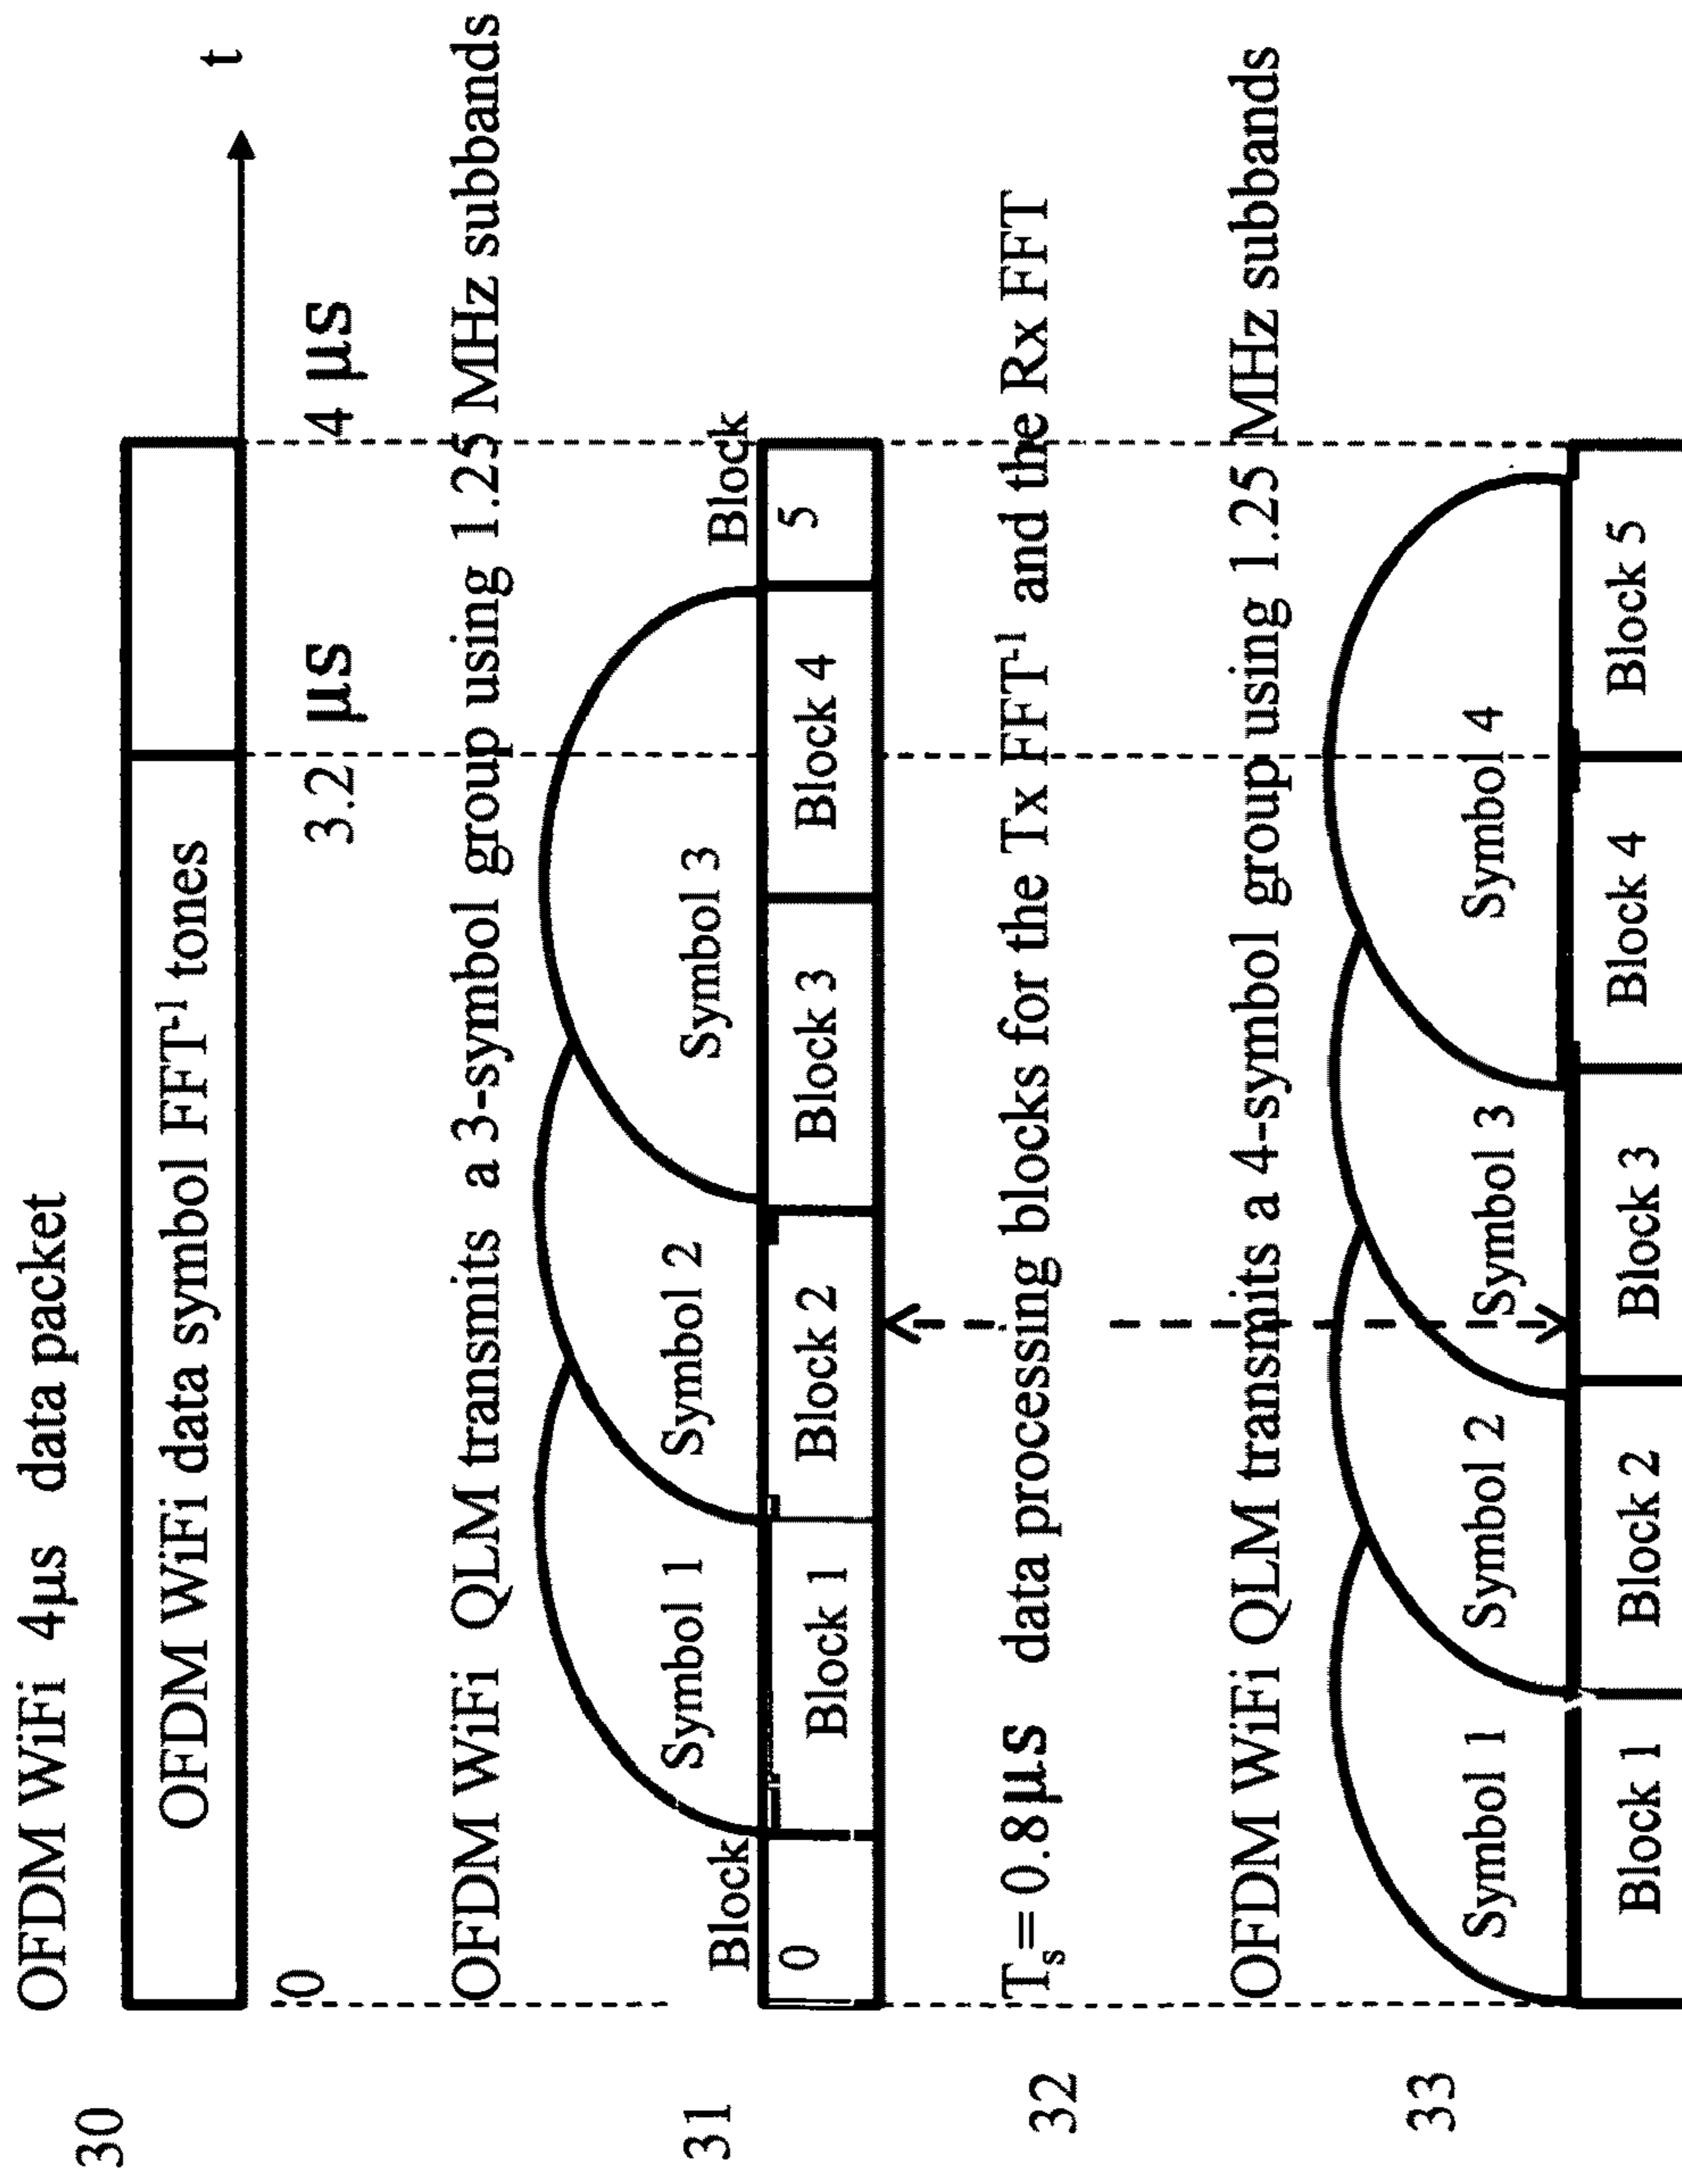 30
OFDM WiFi 4μs data packet
OFDM WiFi data symbol FFT⁻¹ tones
t
0
3.2 μs
4 μs
31
OFDM WiFi QLM transmits a 3-symbol group using 1.25 MHz subbands
Symbol 1
Symbol 2
Symbol 3
Block
Block
0
Block 1
Block 2
Block 3
Block 4
5
32
Tₛ = 0.8μs data processing blocks for the Tx FFT⁻¹ and the Rx FFT
33
OFDM WiFi QLM transmits a 4-symbol group using 1.25 MHz subbands
Symbol 1
Symbol 2
Symbol 3
Symbol 4
Block 1
Block 2
Block 3
Block 4
Block 5